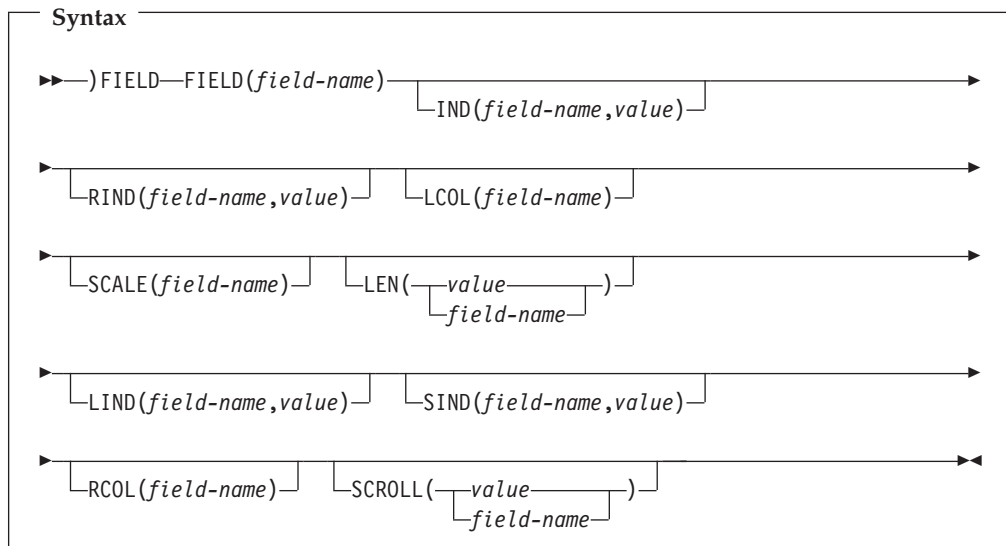 Syntax
)FIELD FIELD(field-name)
IND(field-name,value)
RIND(field-name,value) LCOL(field-name)
SCALE(field-name) LEN( value )
field-name
LIND(field-name,value) SIND(field-name,value)
RCOL(field-name) SCROLL( value )
field-name